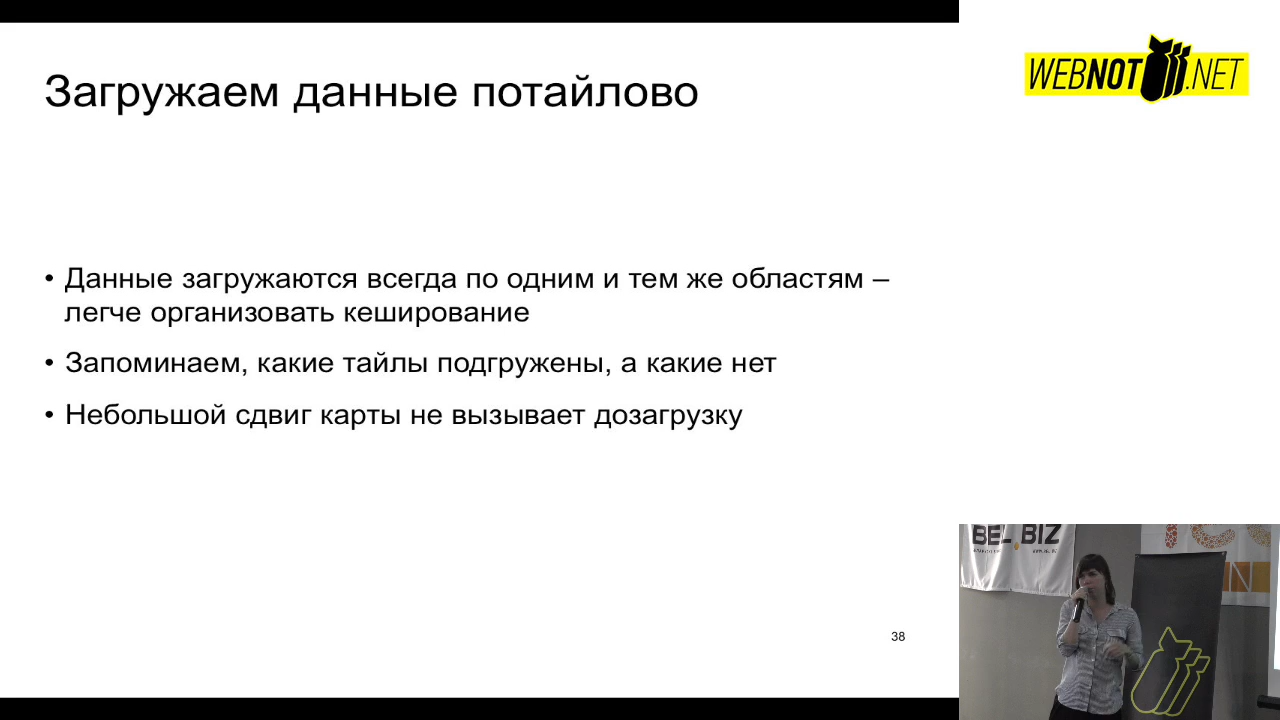 Загружаем данные потайлово
WEBNOT.NET
• Данные загружаются всегда по одним и тем же областям –
легче организовать кеширование
• Запоминаем, какие тайлы подгружены, а какие нет
• Небольшой сдвиг карты не вызывает дозагрузку
38
BEL.BIZ